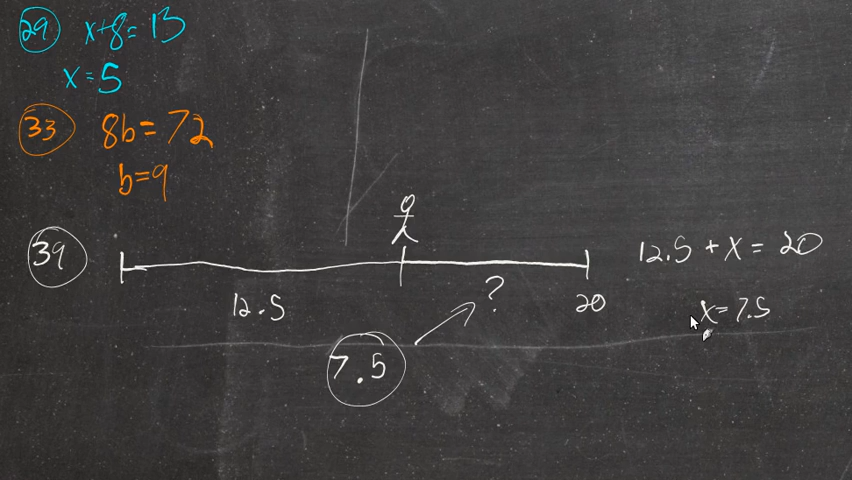 29 x+8=13
x=5
33 8b=72
b=9
39
12.5 ? 20
7.5
12.5 + x = 20
x=7.5